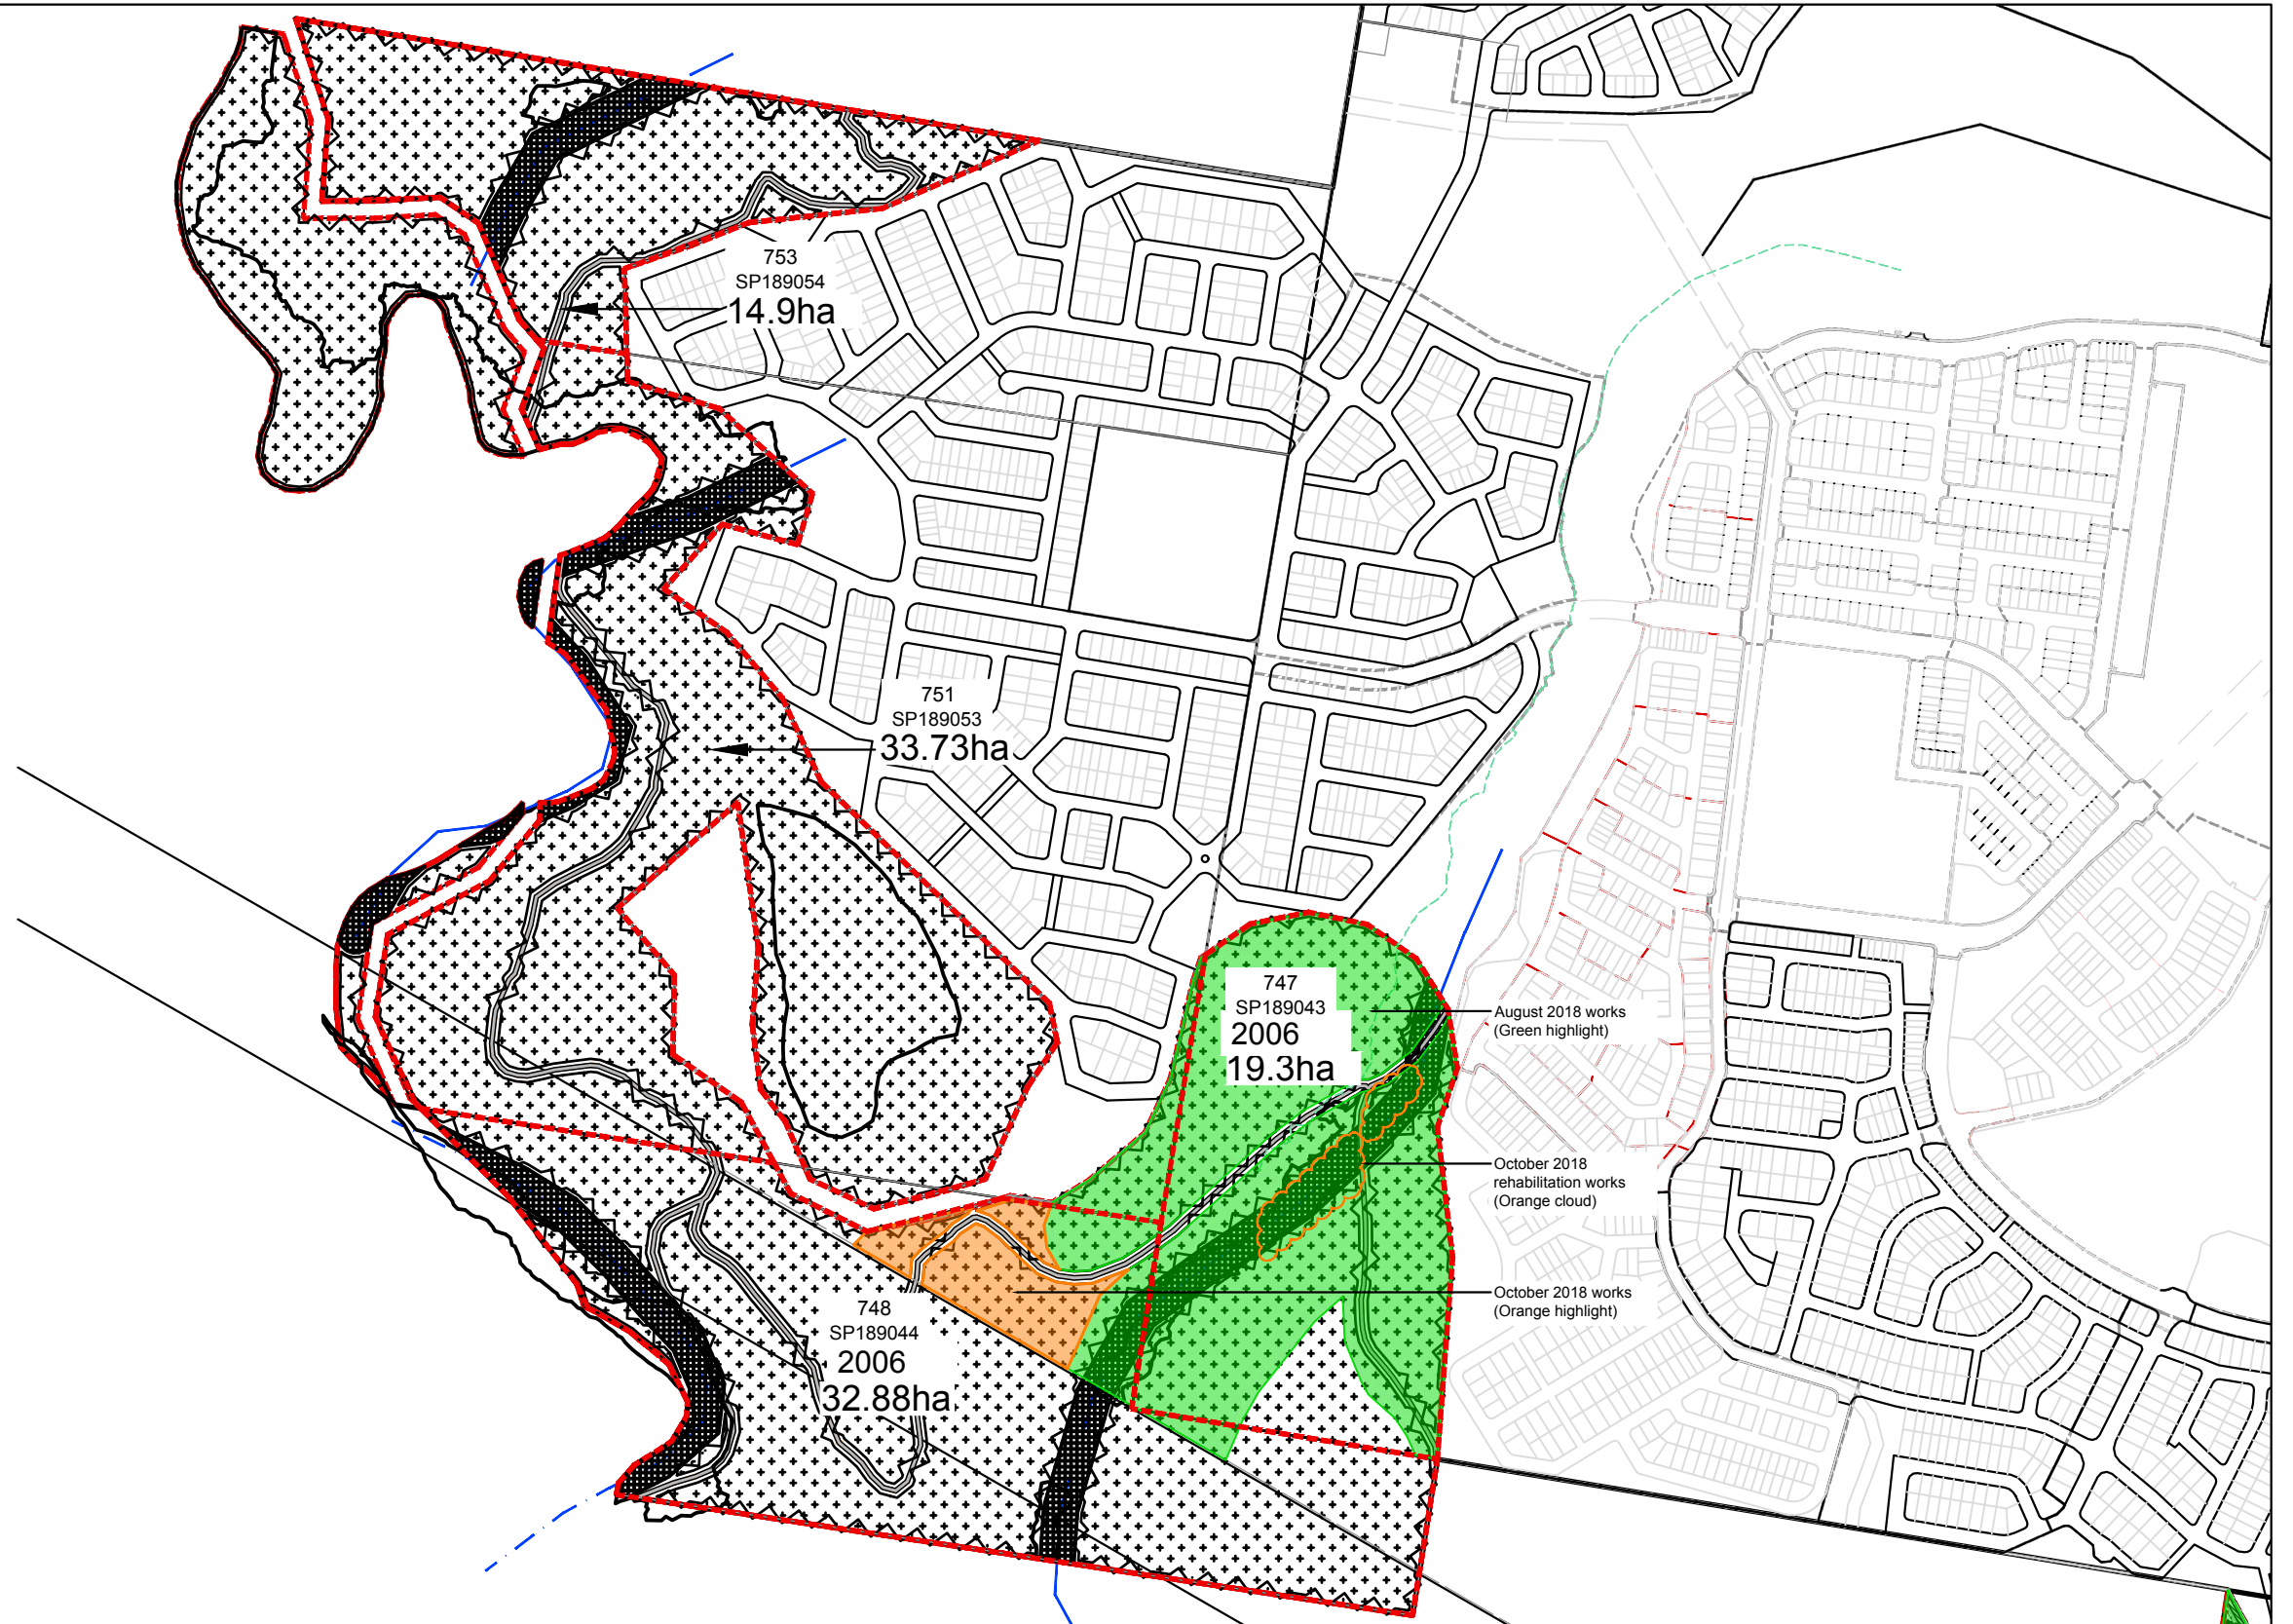 753
SP189054
14.9ha
751
SP189053
33.73ha
747
SP189043
2006
19.3ha
August 2018 works
(Green highlight)
October 2018
rehabilitation works
(Orange cloud)
October 2018 works
(Orange highlight)
748
SP189044
2006
32.88ha